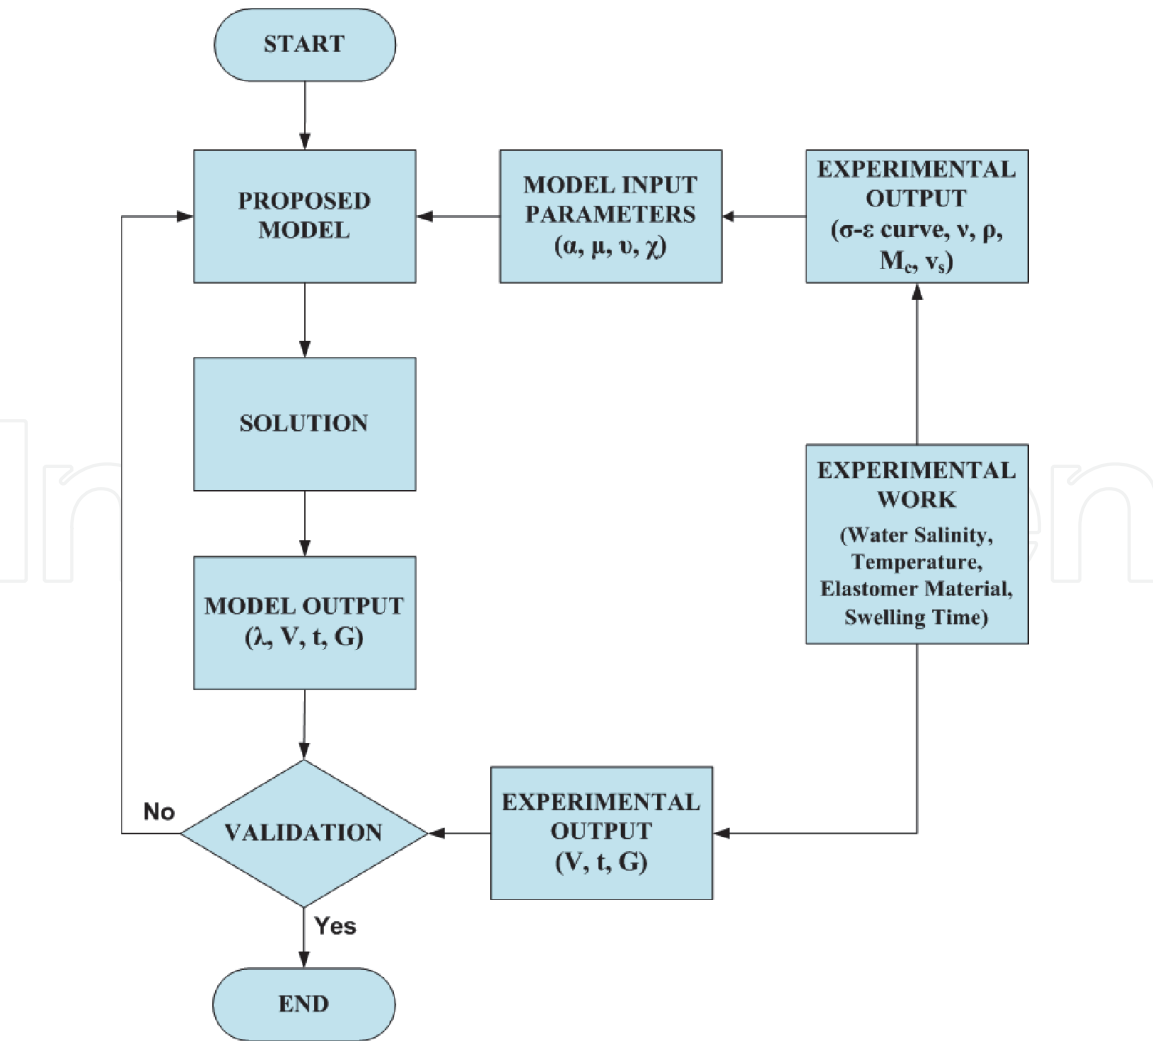 START
PROPOSED
MODEL
MODEL INPUT
PARAMETERS
(α, μ, υ, χ)
EXPERIMENTAL
OUTPUT
(σ-ε curve, ν, ρ,
Mc, vs)
SOLUTION
EXPERIMENTAL
WORK
(Water Salinity,
Temperature,
Elastomer Material,
Swelling Time)
MODEL OUTPUT
(λ, V, t, G)
No
VALIDATION
EXPERIMENTAL
OUTPUT
(V, t, G)
Yes
END